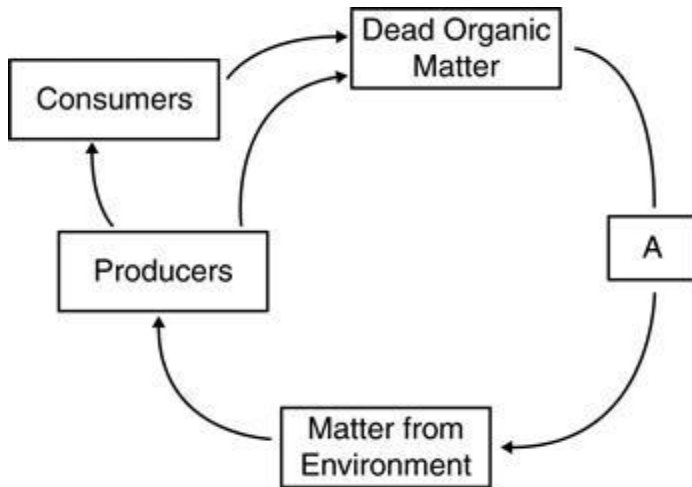 Dead Organic
Matter
Consumers
A
Producers
Matter from
Environment